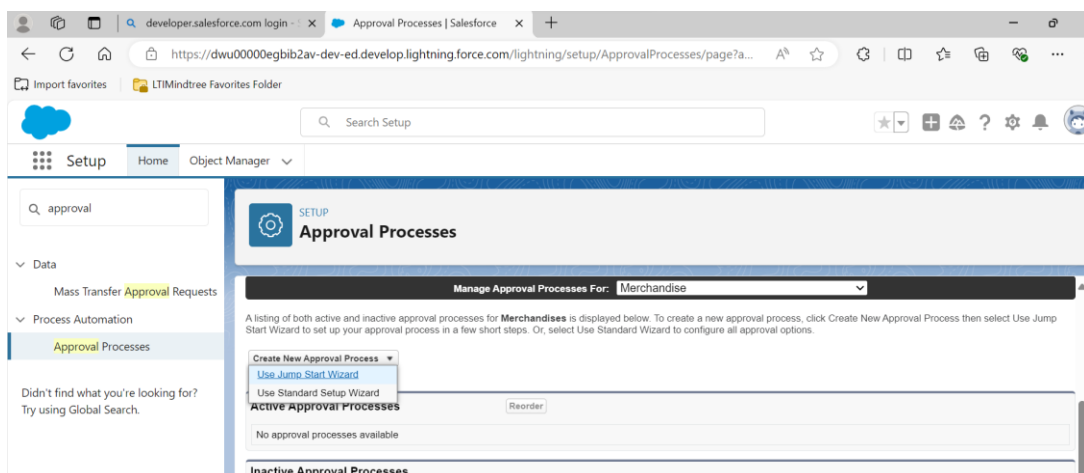 developer.salesforce.com login -
Approval Processes | Salesforce
https://dwu00000egbib2av-dev-ed.develop.lightning.force.com/lightning/setup/ApprovalProcesses/page?a...
Import favorites
LTIMindtree Favorites Folder
Search Setup
Setup
Home
Object Manager
approval
SETUP
Approval Processes
Data
Mass Transfer Approval Requests
Process Automation
Approval Processes
Didn't find what you're looking for?
Try using Global Search.
Manage Approval Processes For: Merchandise
A listing of both active and inactive approval processes for Merchandises is displayed below. To create a new approval process, click Create New Approval Process then select Use Jump
Start Wizard to set up your approval process in a few short steps. Or, select Use Standard Wizard to configure all approval options.
Create New Approval Process
Use Jump Start Wizard
Use Standard Setup Wizard
Active Approval Processes
Reorder
No approval processes available
Inactive Approval Processes